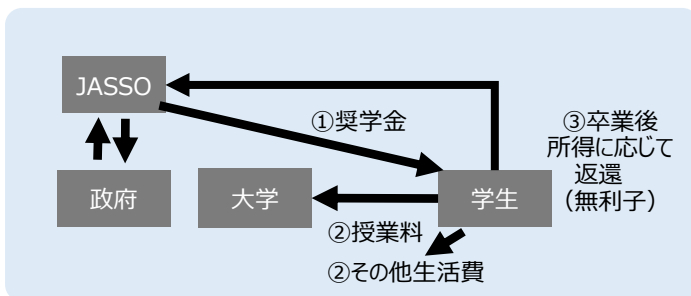 JASSO
①奨学金
③卒業後
所得に応じて
返還
（無利子）
政府
大学
学生
②授業料
②その他生活費